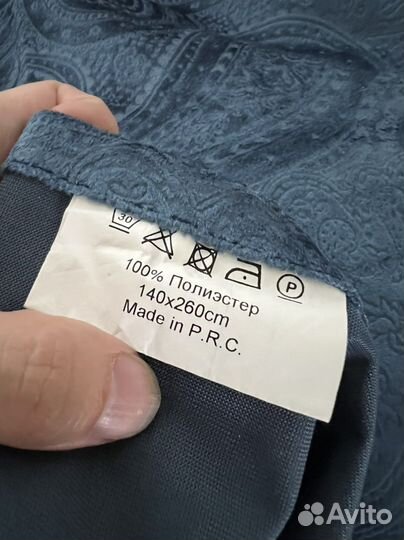 30
P
100% Полиэстер
140x260cm
Made in P.R.C.
Avito